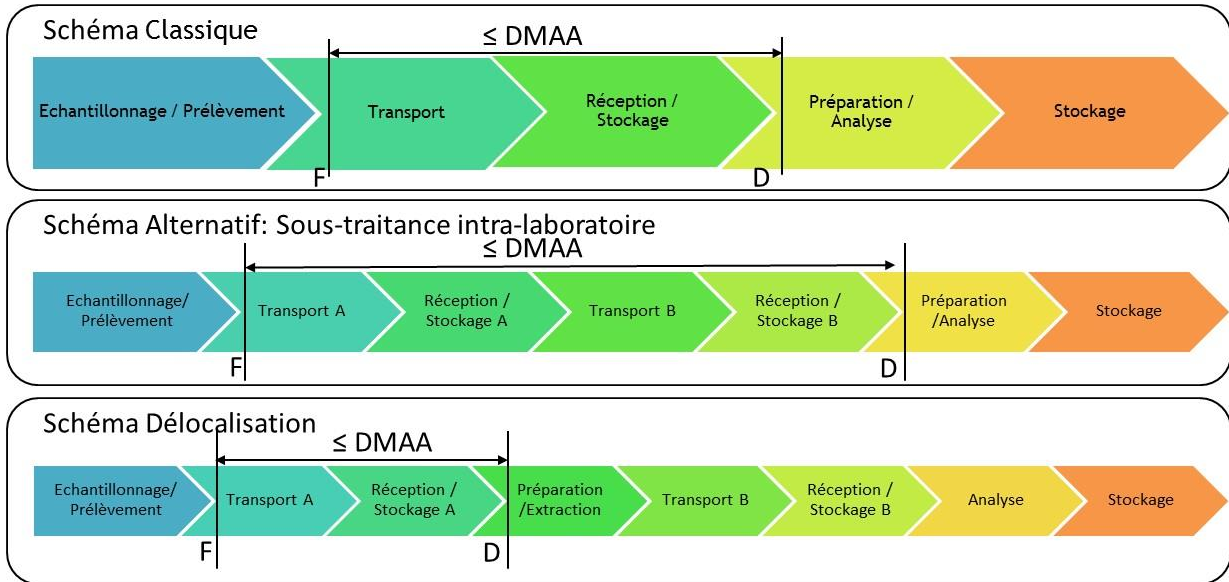 Schéma Classique
≤ DMAA
Echantillonnage / Prélèvement
Transport
Réception /
Stockage
Préparation /
Analyse
Stockage
F
D
Schéma Alternatif: Sous-traitance intra-laboratoire
≤ DMAA
Echantillonnage/
Prélèvement
Transport A
Réception /
Stockage A
Transport B
Réception /
Stockage B
Préparation
/Analyse
Stockage
F
D
Schéma Délocalisation
≤ DMAA
Echantillonnage/
Prélèvement
Transport A
Réception /
Stockage A
Préparation
/Extraction
Transport B
Réception /
Stockage B
Analyse
Stockage
F
D